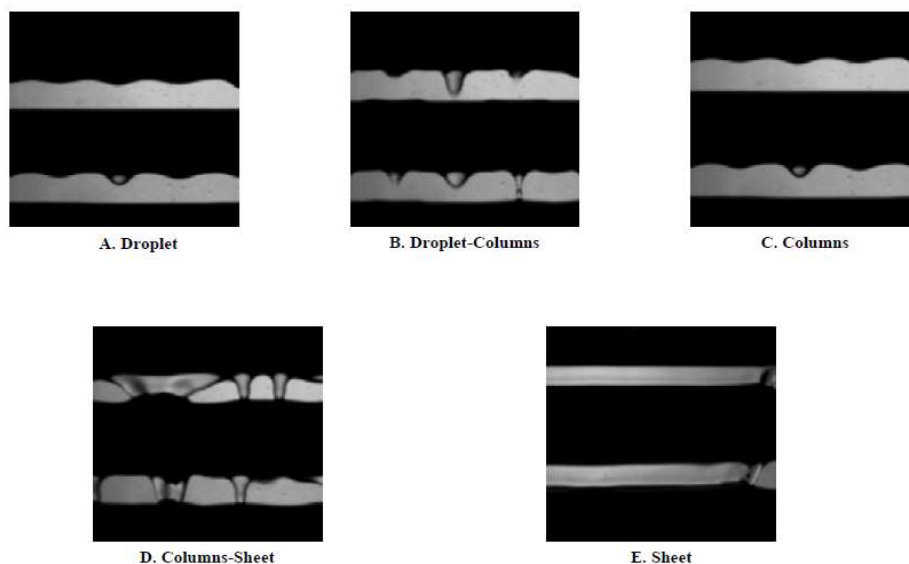 A. Droplet
B. Droplet-Columns
C. Columns
D. Columns-Sheet
E. Sheet